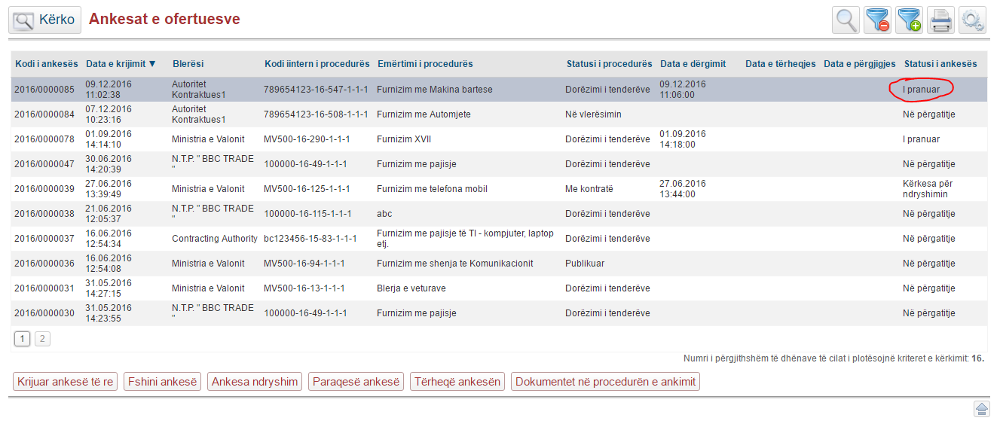 Kërko Ankesat e ofertuesve
Kodi i ankesës Data e krijimit ▼ Blerësi Kodi iintern i procedurës Emërtimi i procedurës Statusi i procedurës Data e dërgimit Data e tërheqjes Data e përgjigjes Statusi i ankesës
2016/0000085 09.12.2016 11:02:38 Autoritet Kontraktues1 789654123-16-547-1-1-1 Furnizim me Makina bartese Dorëzimi i tenderëve 09.12.2016 11:06:00 I pranuar
2016/0000084 07.12.2016 10:23:16 Autoritet Kontraktues1 789654123-16-508-1-1-1 Furnizim me Automjete Në vlerësimin Në përgatitje
2016/0000078 01.09.2016 14:14:10 Ministria e Valonit MV500-16-290-1-1-1 Furnizim XVII Dorëzimi i tenderëve 01.09.2016 14:18:00 I pranuar
2016/0000047 30.06.2016 14:20:39 N.T.P. " BBC TRADE " 100000-16-49-1-1-1 Furnizim me pajisje Dorëzimi i tenderëve Në përgatitje
2016/0000039 27.06.2016 13:39:49 Ministria e Valonit MV500-16-125-1-1-1 Furnizim me telefona mobil Me kontratë 27.06.2016 13:44:00 Kërkesa për ndryshimin
2016/0000038 21.06.2016 12:05:37 N.T.P. " BBC TRADE " 100000-16-115-1-1-1 abc Dorëzimi i tenderëve Në përgatitje
2016/0000037 16.06.2016 12:54:34 Contracting Authority bc123456-15-83-1-1-1 Furnizim me pajisje të TI - kompjuter, laptop etj. Dorëzimi i tenderëve Në përgatitje
2016/0000036 16.06.2016 12:54:08 Ministria e Valonit MV500-16-94-1-1-1 Furnizim me shenja te Komunikacionit Publikuar Në përgatitje
2016/0000031 31.05.2016 14:27:15 Ministria e Valonit MV500-16-13-1-1-1 Blerja e veturave Dorëzimi i tenderëve Në përgatitje
2016/0000030 31.05.2016 14:23:55 N.T.P. " BBC TRADE " 100000-16-49-1-1-1 Furnizim me pajisje Dorëzimi i tenderëve Në përgatitje
1 2
Numri i përgjithshëm të dhënave të cilat i plotësojnë kriteret e kërkimit: 16.
Krijuar ankesë të re Fshini ankesë Ankesa ndryshim Paraqesë ankesë Tërheqë ankesën Dokumentet në procedurën e ankimit